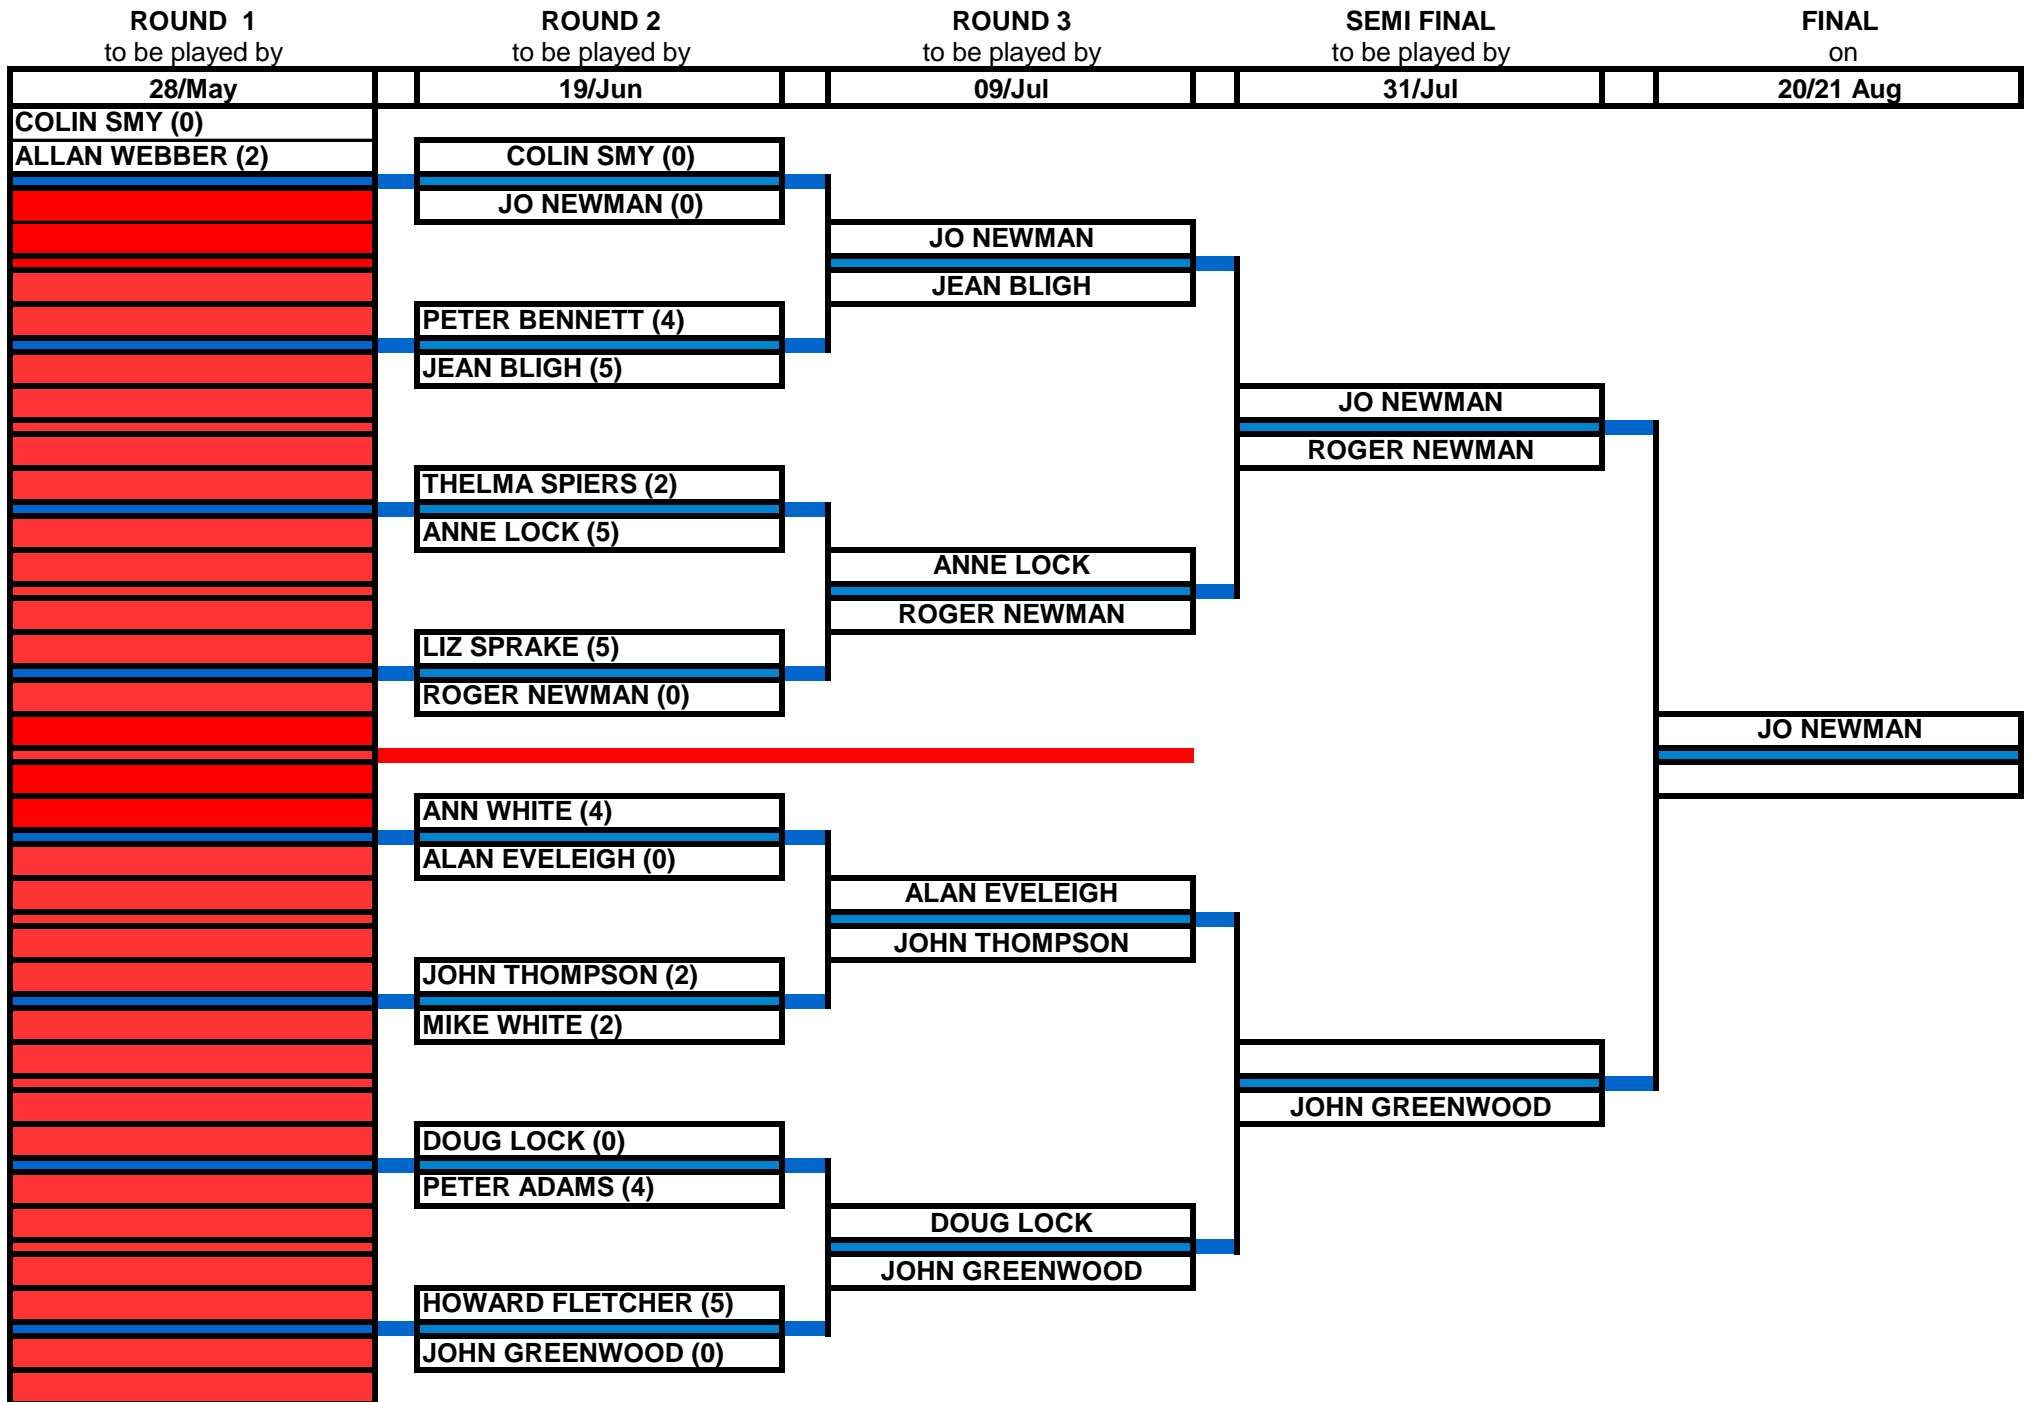 ROUND  1
to be played by
28/May
ROUND 2
to be played by
19/Jun
ROUND 3
to be played by
09/Jul
SEMI FINAL
to be played by
31/Jul
FINAL
on
20/21 Aug
COLIN SMY (0)
ALLAN WEBBER (2)
COLIN SMY (0)
JO NEWMAN (0)
PETER BENNETT (4)
JEAN BLIGH (5)
THELMA SPIERS (2)
ANNE LOCK (5)
LIZ SPRAKE (5)
ROGER NEWMAN (0)
ANN WHITE (4)
ALAN EVELEIGH (0)
JOHN THOMPSON (2)
MIKE WHITE (2)
DOUG LOCK (0)
PETER ADAMS (4)
HOWARD FLETCHER (5)
JOHN GREENWOOD (0)
JO NEWMAN
JEAN BLIGH
ANNE LOCK
ROGER NEWMAN
ALAN EVELEIGH
JOHN THOMPSON
DOUG LOCK
JOHN GREENWOOD
JO NEWMAN
ROGER NEWMAN
JOHN GREENWOOD
JO NEWMAN